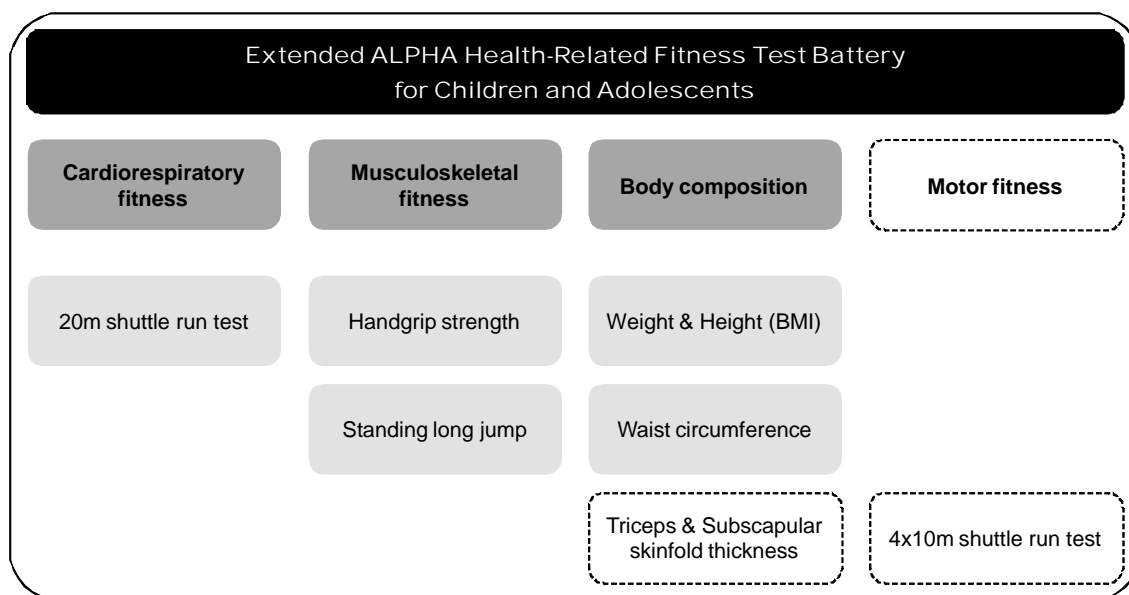 Extended ALPHA Health-Related Fitness Test Battery
for Children and Adolescents
Cardiorespiratory
fitness
Musculoskeletal
fitness
Body composition
Motor fitness
20m shuttle run test
Handgrip strength
Weight & Height (BMI)
Standing long jump
Waist circumference
Triceps & Subscapular
skinfold thickness
4x10m shuttle run test